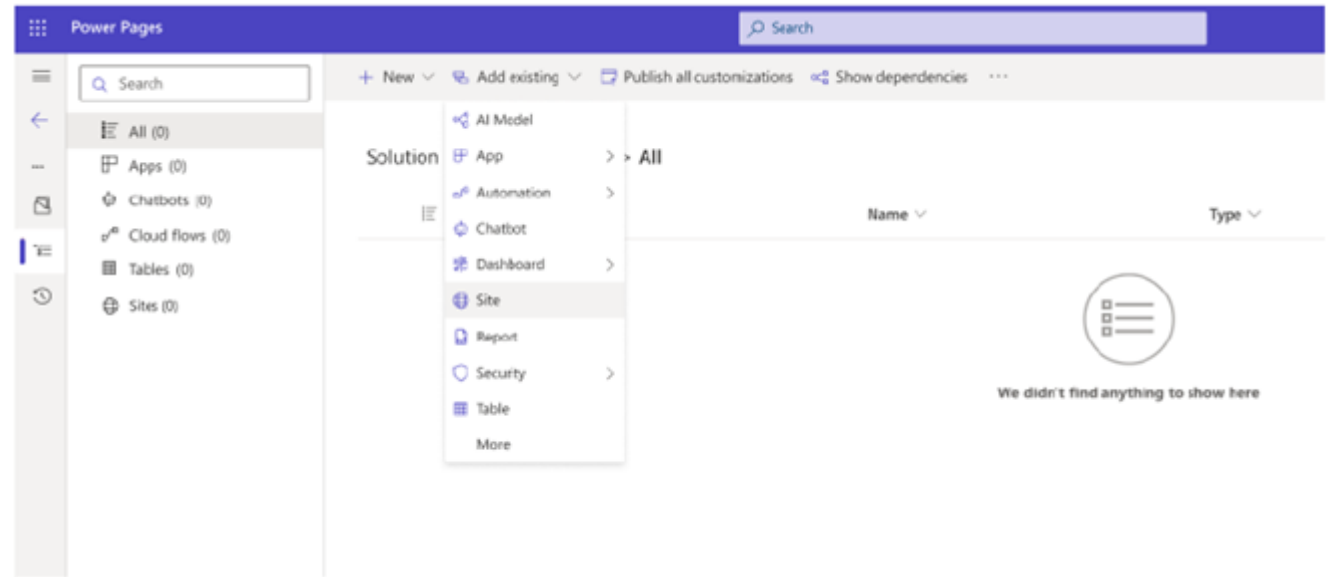 Power Pages
Search
Search
New
Add existing
Publish all customizations
Show dependencies
...
All (0)
Apps (0)
Chatbots (0)
Cloud flows (0)
Tables (0)
Sites (0)
AI Model
App
Automation
Chatbot
Dashboard
Site
Report
Security
Table
More
Solution > All
Name
Type
We didn't find anything to show here